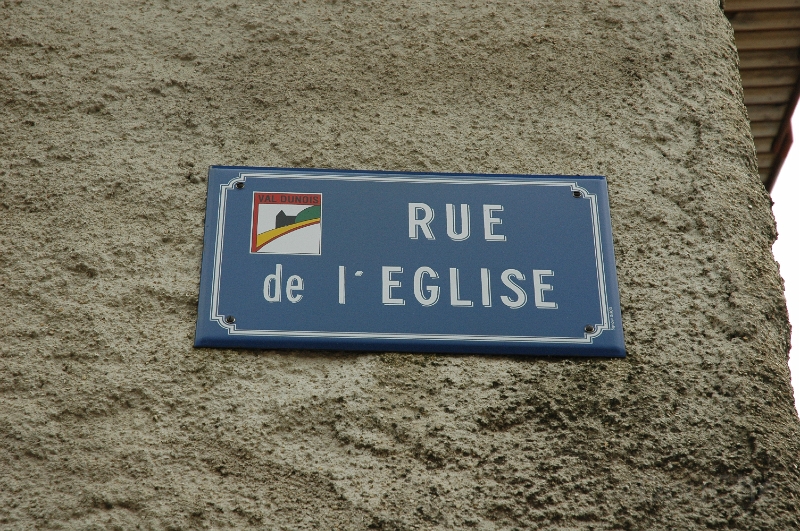 VAL DUNOIS
RUE
de l'EGLISE